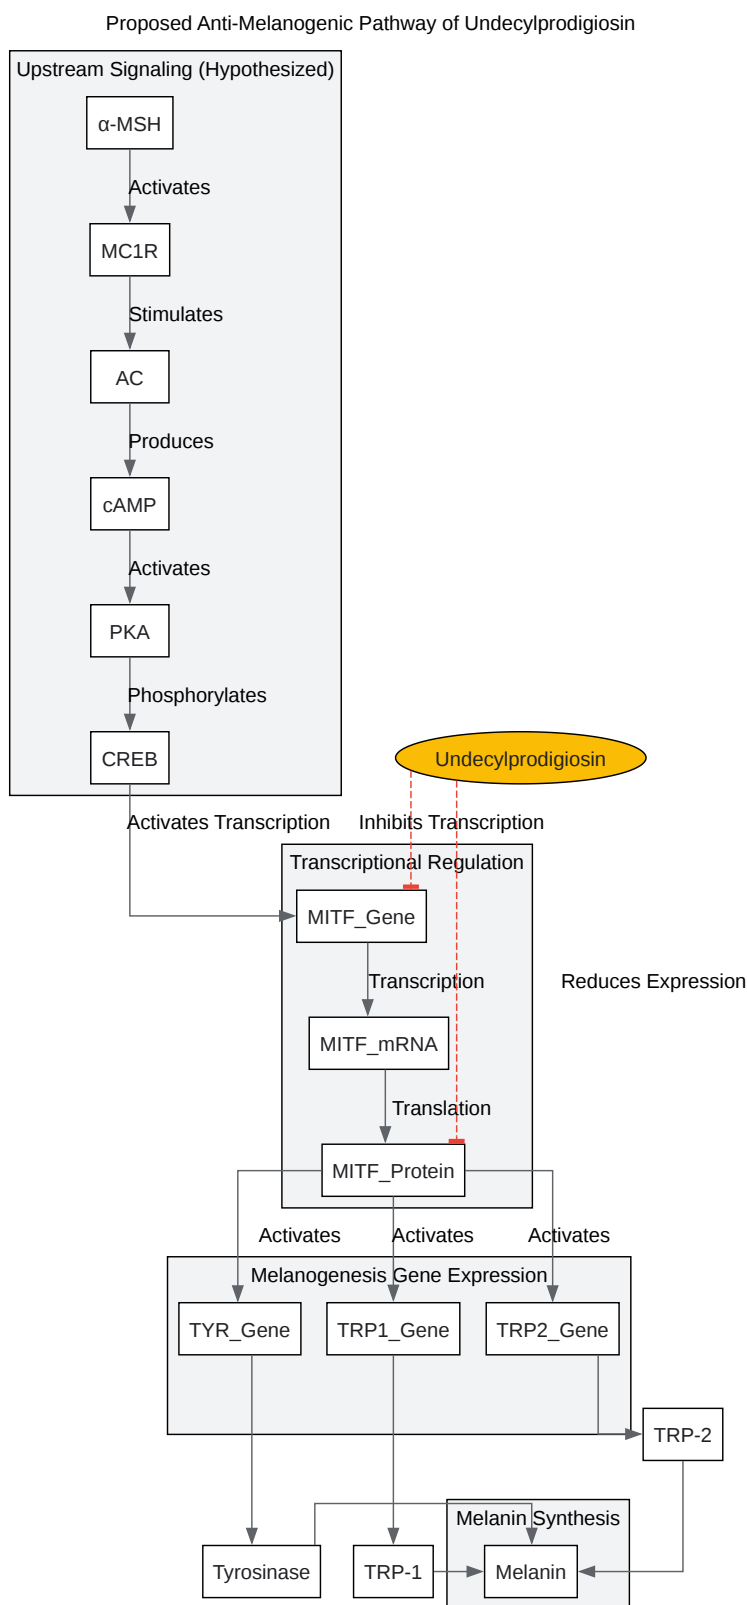 Proposed Anti-Melanogenic Pathway of Undecylprodigiosin
Upstream Signaling (Hypothesized)
α-MSH
Activates
MC1R
Stimulates
AC
Produces
cAMP
Activates
PKA
Phosphorylates
CREB
Undecylprodigiosin
Activates Transcription
Inhibits Transcription
Transcriptional Regulation
MITF_Gene
Transcription
Reduces Expression
MITF_mRNA
Translation
MITF_Protein
Activates
Activates
Activates
Melanogenesis Gene Expression
TYR_Gene
TRP1_Gene
TRP2_Gene
TRP-2
Melanin Synthesis
Tyrosinase
TRP-1
Melanin